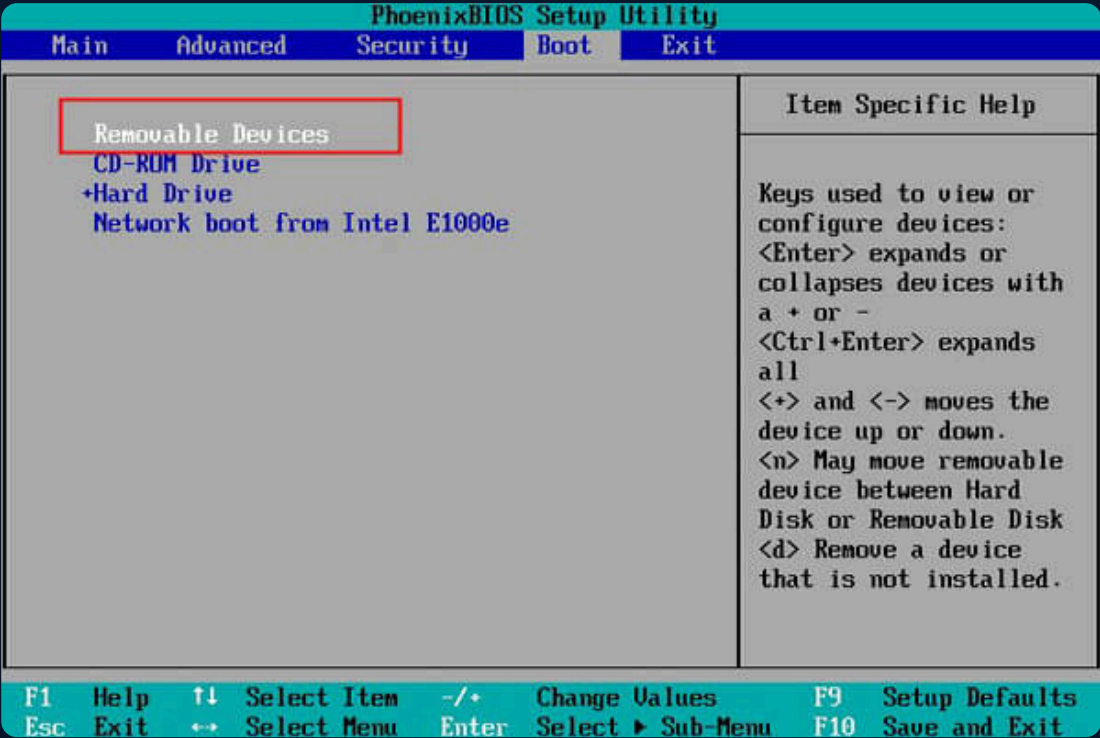 PhoenixBIOS Setup Utility
Main Advanced Security Boot Exit
Removable Devices
CD-ROM Drive
+Hard Drive
Network boot from Intel E1000e
Item Specific Help
Keys used to view or
configure devices:
<Enter> expands or
collapses devices with
a + or -
<Ctrl+Enter> expands
all
<+> and <-> moves the
device up or down.
<n> May move removable
device between Hard
Disk or Removable Disk
<d> Remove a device
that is not installed.
F1 Help ↑↓ Select Item -/+ Change Values F9 Setup Defaults
Esc Exit ↔ Select Menu Enter Select ▶ Sub-Menu F10 Save and Exit